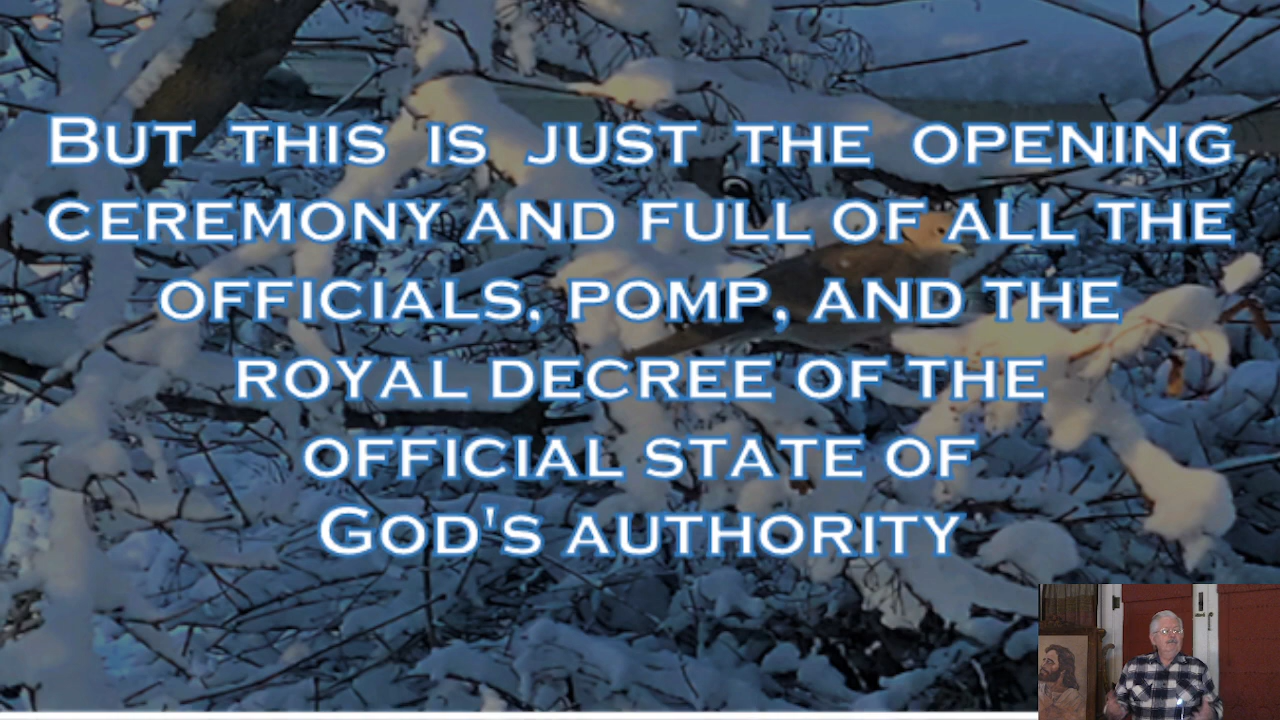 But this is just the opening
ceremony and full of all the
officials, pomp, and the
royal decree of the
official state of
God's authority